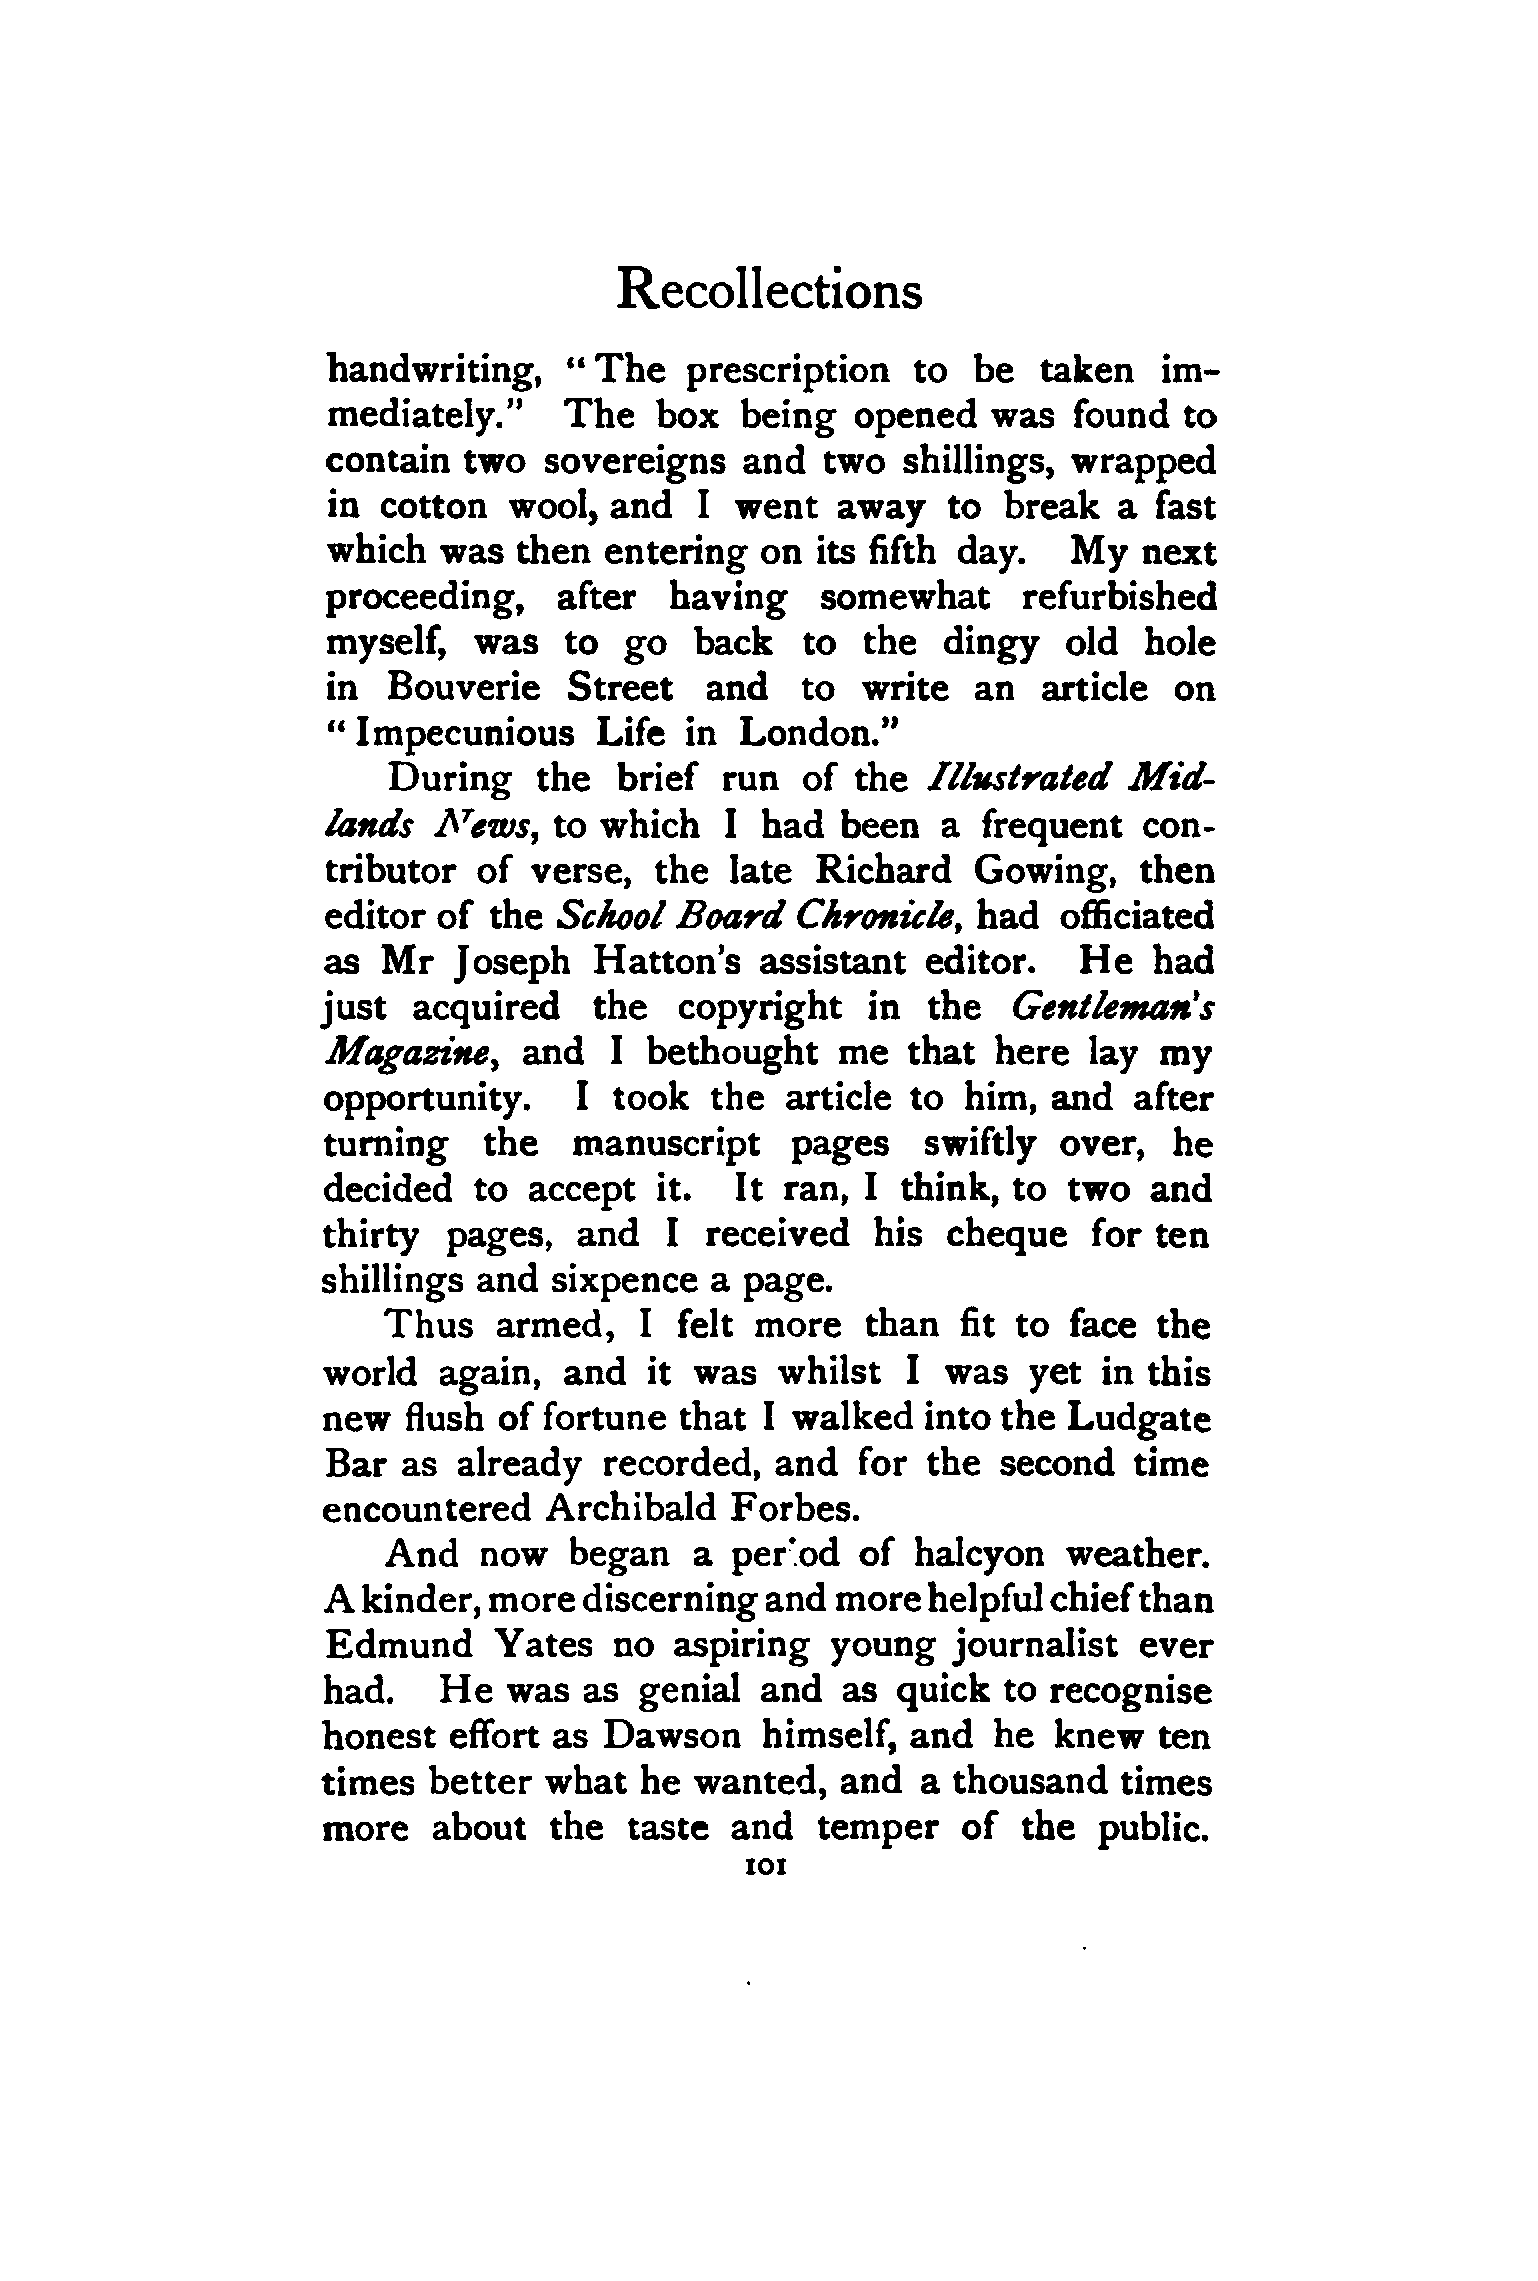 Recollections
handwriting, “ The prescription to be taken im-
mediately.” The box being opened was found to
contain two sovereigns and two shillings, wrapped
in cotton wool, and I went away to break a fast
which was then entering on its fifth day. My next
proceeding, after having somewhat refurbished
myself, was to go back to the dingy old hole
in Bouverie Street and to write an article on
“ Impecunious Life in London.”
During the brief run of the Illustrated Mid-
lands News, to which I had been a frequent con-
tributor of verse, the late Richard Gowing, then
editor of the School Board Chronicle, had officiated
as Mr Joseph Hatton's assistant editor. He had
just acquired the copyright in the Gentleman's
Magazine, and I bethought me that here lay my
opportunity. I took the article to him, and after
turning the manuscript pages swiftly over, he
decided to accept it. It ran, I think, to two and
thirty pages, and I received his cheque for ten
shillings and sixpence a page.
Thus armed, I felt more than fit to face the
world again, and it was whilst I was yet in this
new flush of fortune that I walked into the Ludgate
Bar as already recorded, and for the second time
encountered Archibald Forbes.
And now began a period of halcyon weather.
A kinder, more discerning and more helpful chief than
Edmund Yates no aspiring young journalist ever
had. He was as genial and as quick to recognise
honest effort as Dawson himself, and he knew ten
times better what he wanted, and a thousand times
more about the taste and temper of the public.
101